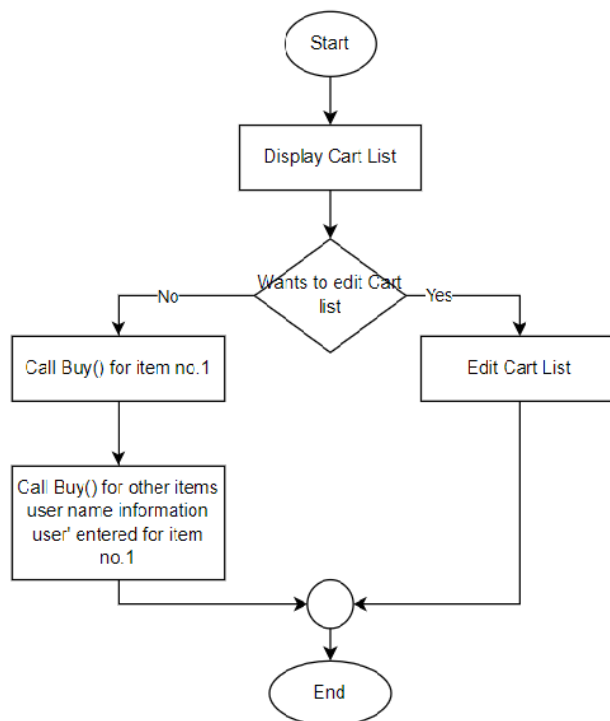 Start
Display Cart List
Wants to edit Cart
list
No
Yes
Call Buy() for item no.1
Edit Cart List
Call Buy() for other items
user name information
user' entered for item
no.1
End